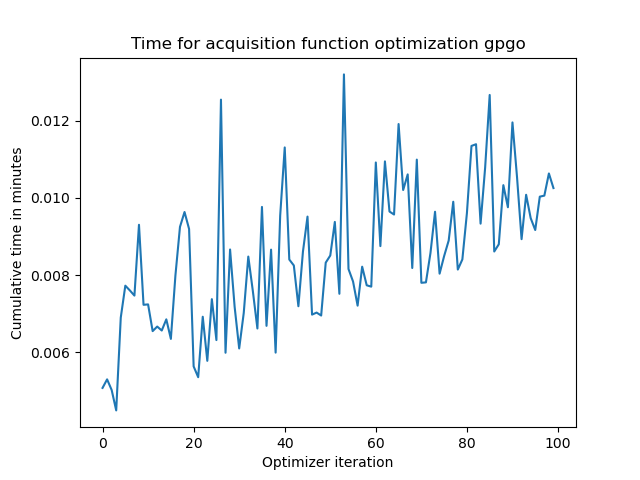 Time for acquisition function optimization gpgo
0.012
0.010
0.008
0.006
Cumulative time in minutes
0 20 40 60 80 100
Optimizer iteration